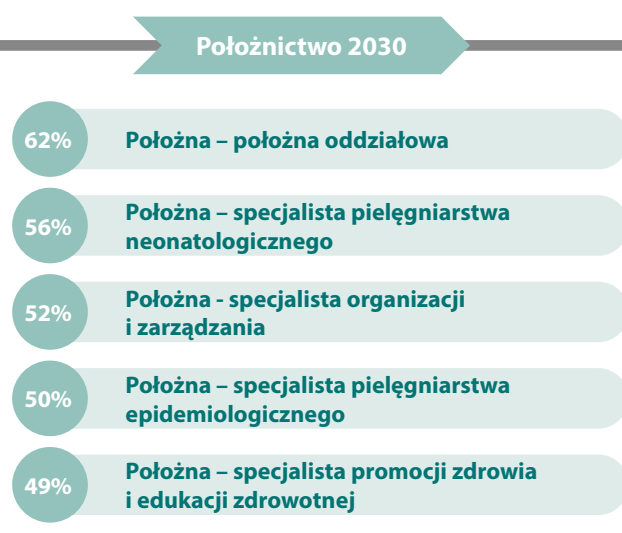 Położnictwo 2030
62%
Położna – położna oddziałowa
56%
Położna – specjalista pielęgniarstwa
neonatologicznego
52%
Położna - specjalista organizacji
i zarządzania
50%
Położna – specjalista pielęgniarstwa
epidemiologicznego
49%
Położna – specjalista promocji zdrowia
i edukacji zdrowotnej